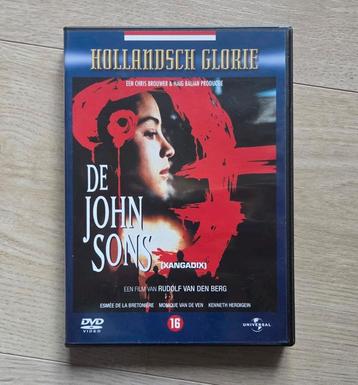 HOLLANDSCH GLORIE
EEN CHRIS BROUWER & HAIG BALIAN PRODUCTIE
DE
JOHN
SONS
[XANGADIX]
EEN FILM VAN RUDOLF VAN DEN BERG
ESMÉE DE LA BRETONIÈRE MONIQUE VAN DE VEN KENNETH HERDIGEIN
DVD
VIDEO
16
UNIVERSAL